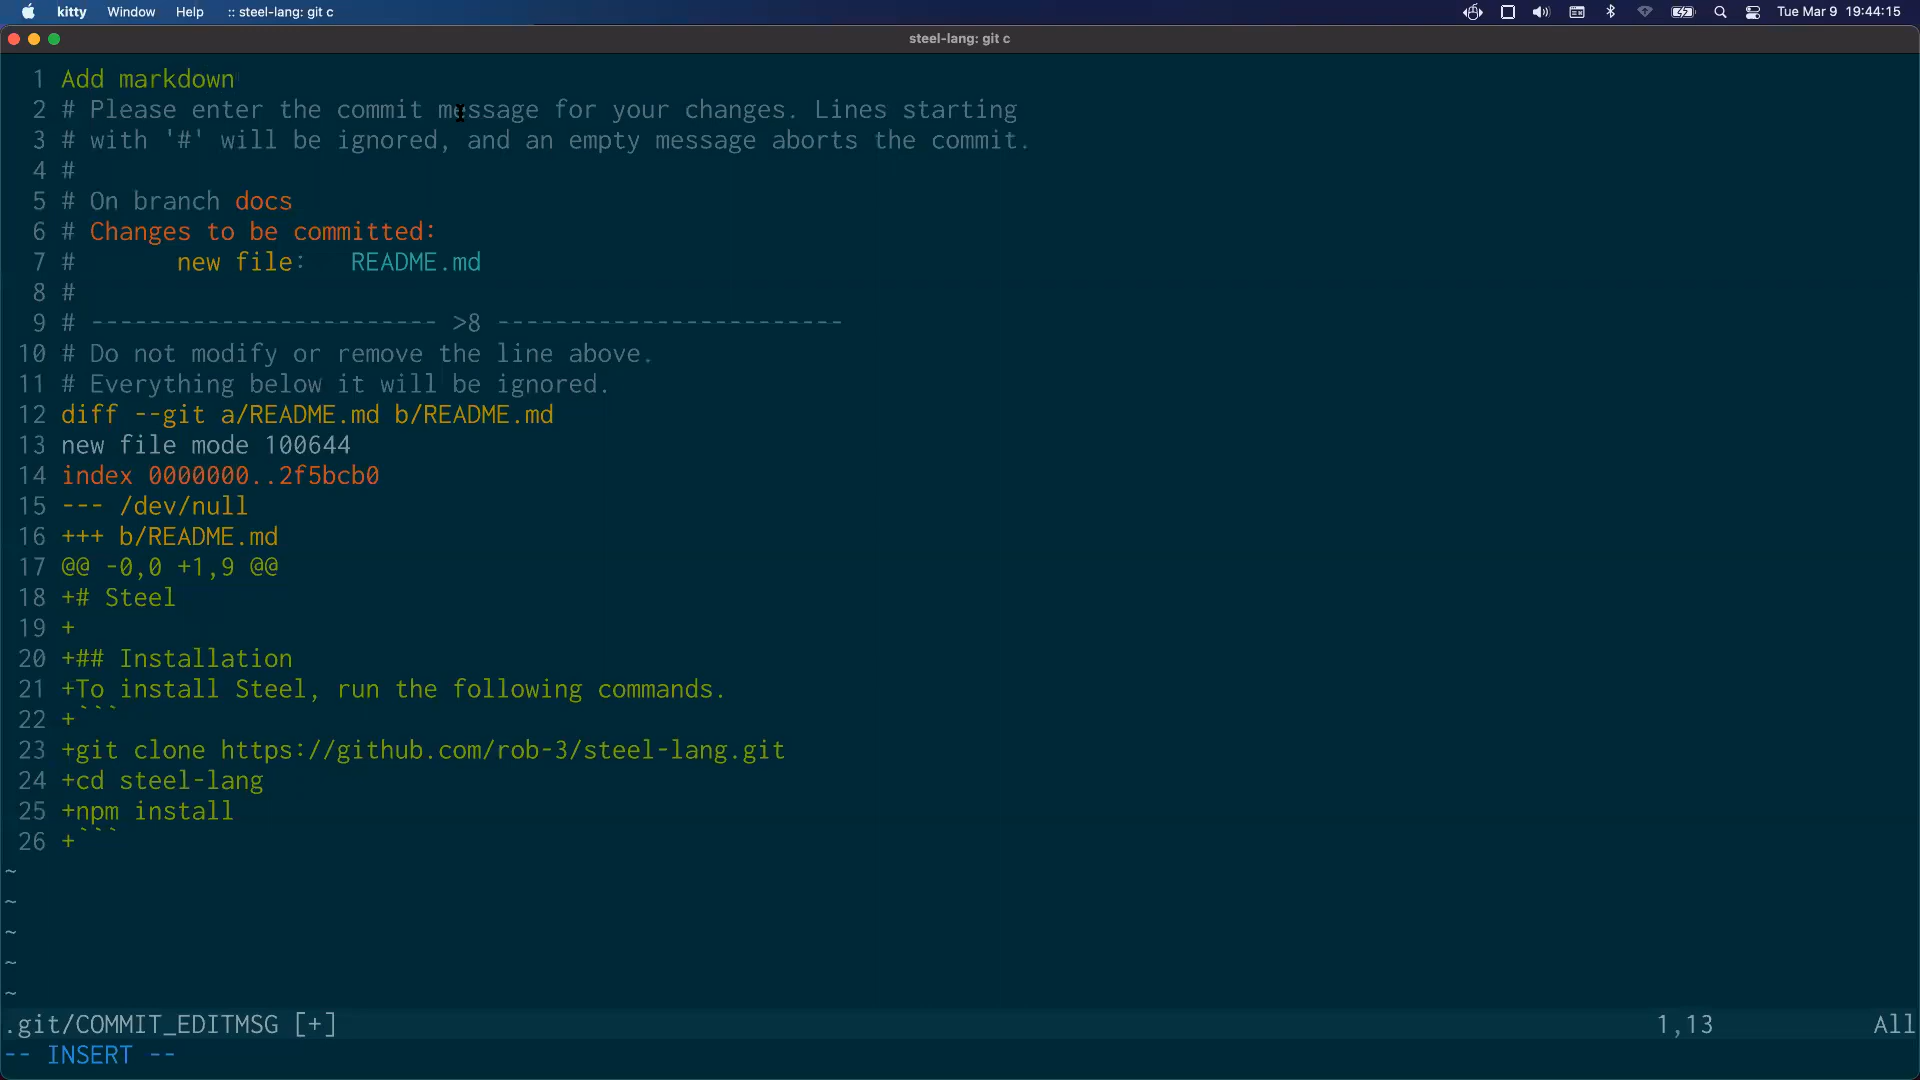 kitty Window Help :: steel-lang: git c Tue Mar 9 19:44:15
steel-lang: git c
1 Add markdown
2 # Please enter the commit message for your changes. Lines starting
3 # with '#' will be ignored, and an empty message aborts the commit.
4 #
5 # On branch docs
6 # Changes to be committed:
7 #       new file:   README.md
8 #
9 # ------------------------ >8 ------------------------
10 # Do not modify or remove the line above.
11 # Everything below it will be ignored.
12 diff --git a/README.md b/README.md
13 new file mode 100644
14 index 0000000..2f5bcb0
15 --- /dev/null
16 +++ b/README.md
17 @@ -0,0 +1,9 @@
18 +# Steel
19 +
20 +## Installation
21 +To install Steel, run the following commands.
22 +```
23 +git clone https://github.com/rob-3/steel-lang.git
24 +cd steel-lang
25 +npm install
26 +```
~
~
~
~
~
.git/COMMIT_EDITMSG [+] 1,13 All
-- INSERT --